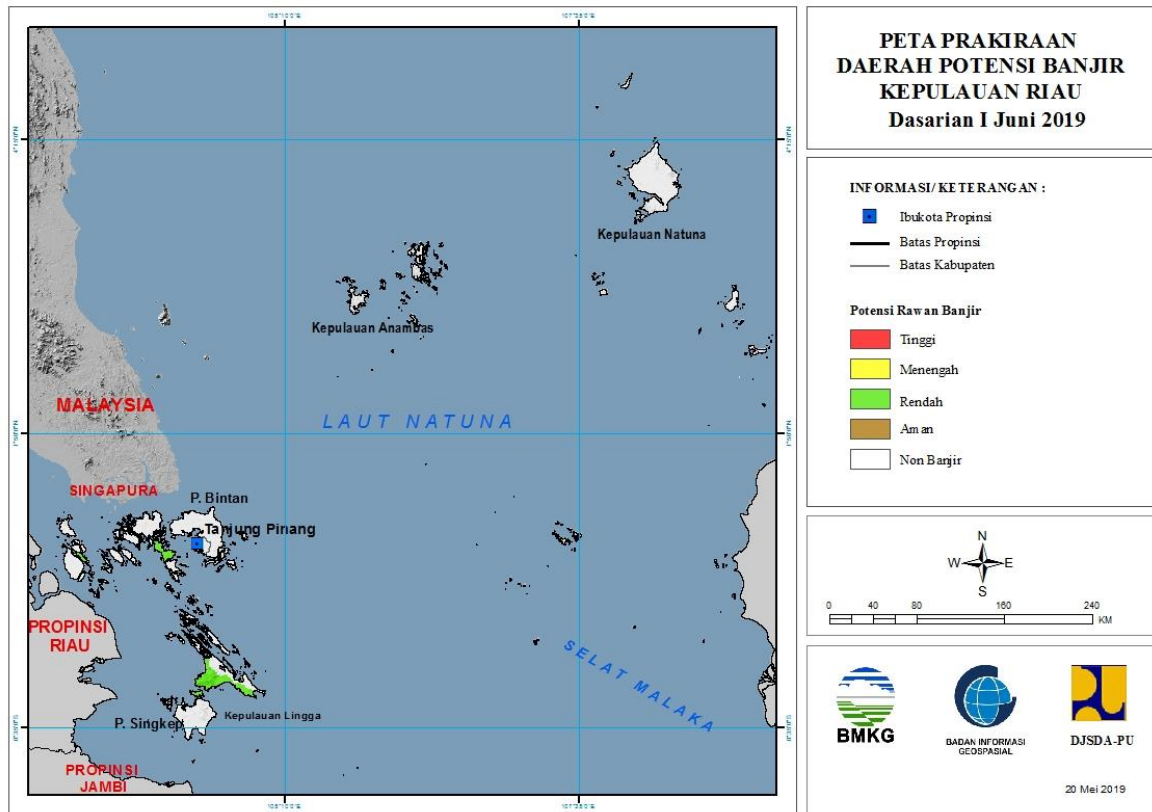 PETA PRAKIRAAN
DAERAH POTENSI BANJIR
KEPULAUAN RIAU
Dasarian I Juni 2019
INFORMASI/ KETERANGAN :
Ibukota Propinsi
Batas Propinsi
Batas Kabupaten
Potensi Rawan Banjir
Tinggi
Menengah
Rendah
Aman
Non Banjir
N
W
E
S
0 40 80 160 240
KM
BMKG
BADAN INFORMASI
GEOSPASIAL
DJSDA-PU
20 Mei 2019
Kepulauan Natuna
Kepulauan Anambas
MALAYSIA
LAUT NATUNA
SINGAPURA
P. Bintan
Tanjung Pinang
PROPINSI
RIAU
SELAT MALAKA
P. Singkep
Kepulauan Lingga
PROPINSI
JAMBI